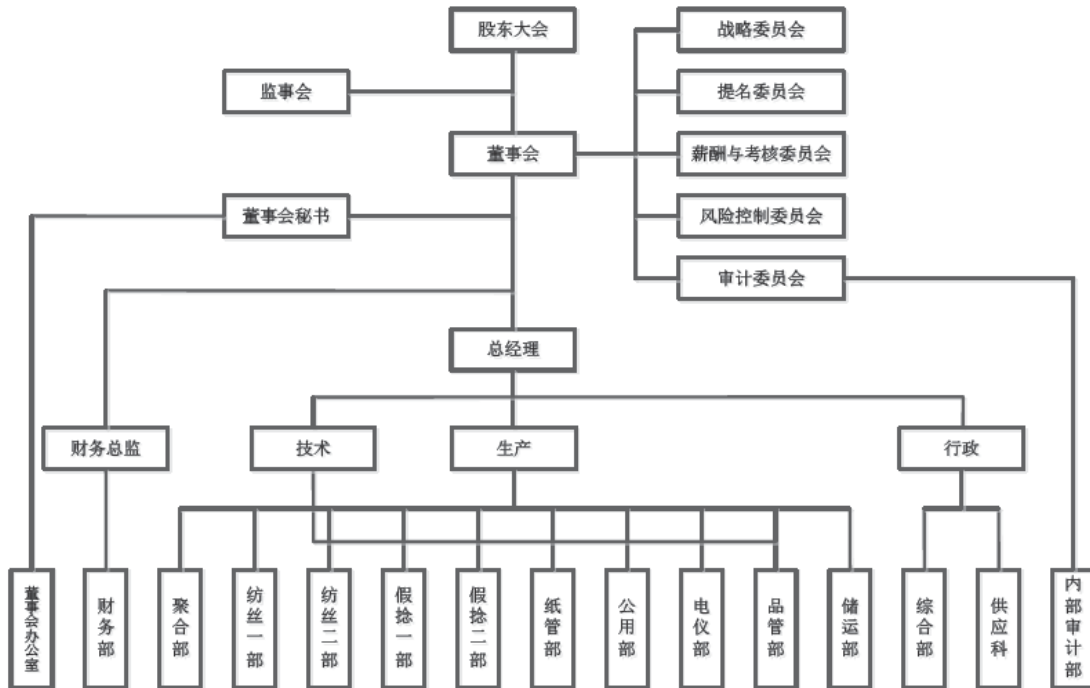 股东大会
战略委员会
监事会
提名委员会
董事会
薪酬与考核委员会
董事会秘书
风险控制委员会
审计委员会
总经理
财务总监
技术
生产
行政
董事会办公室
财务部
聚合部
纺丝一部
纺丝二部
假捻一部
假捻二部
纸管部
公用部
电仪部
品管部
储运部
综合部
供应科
内部审计部